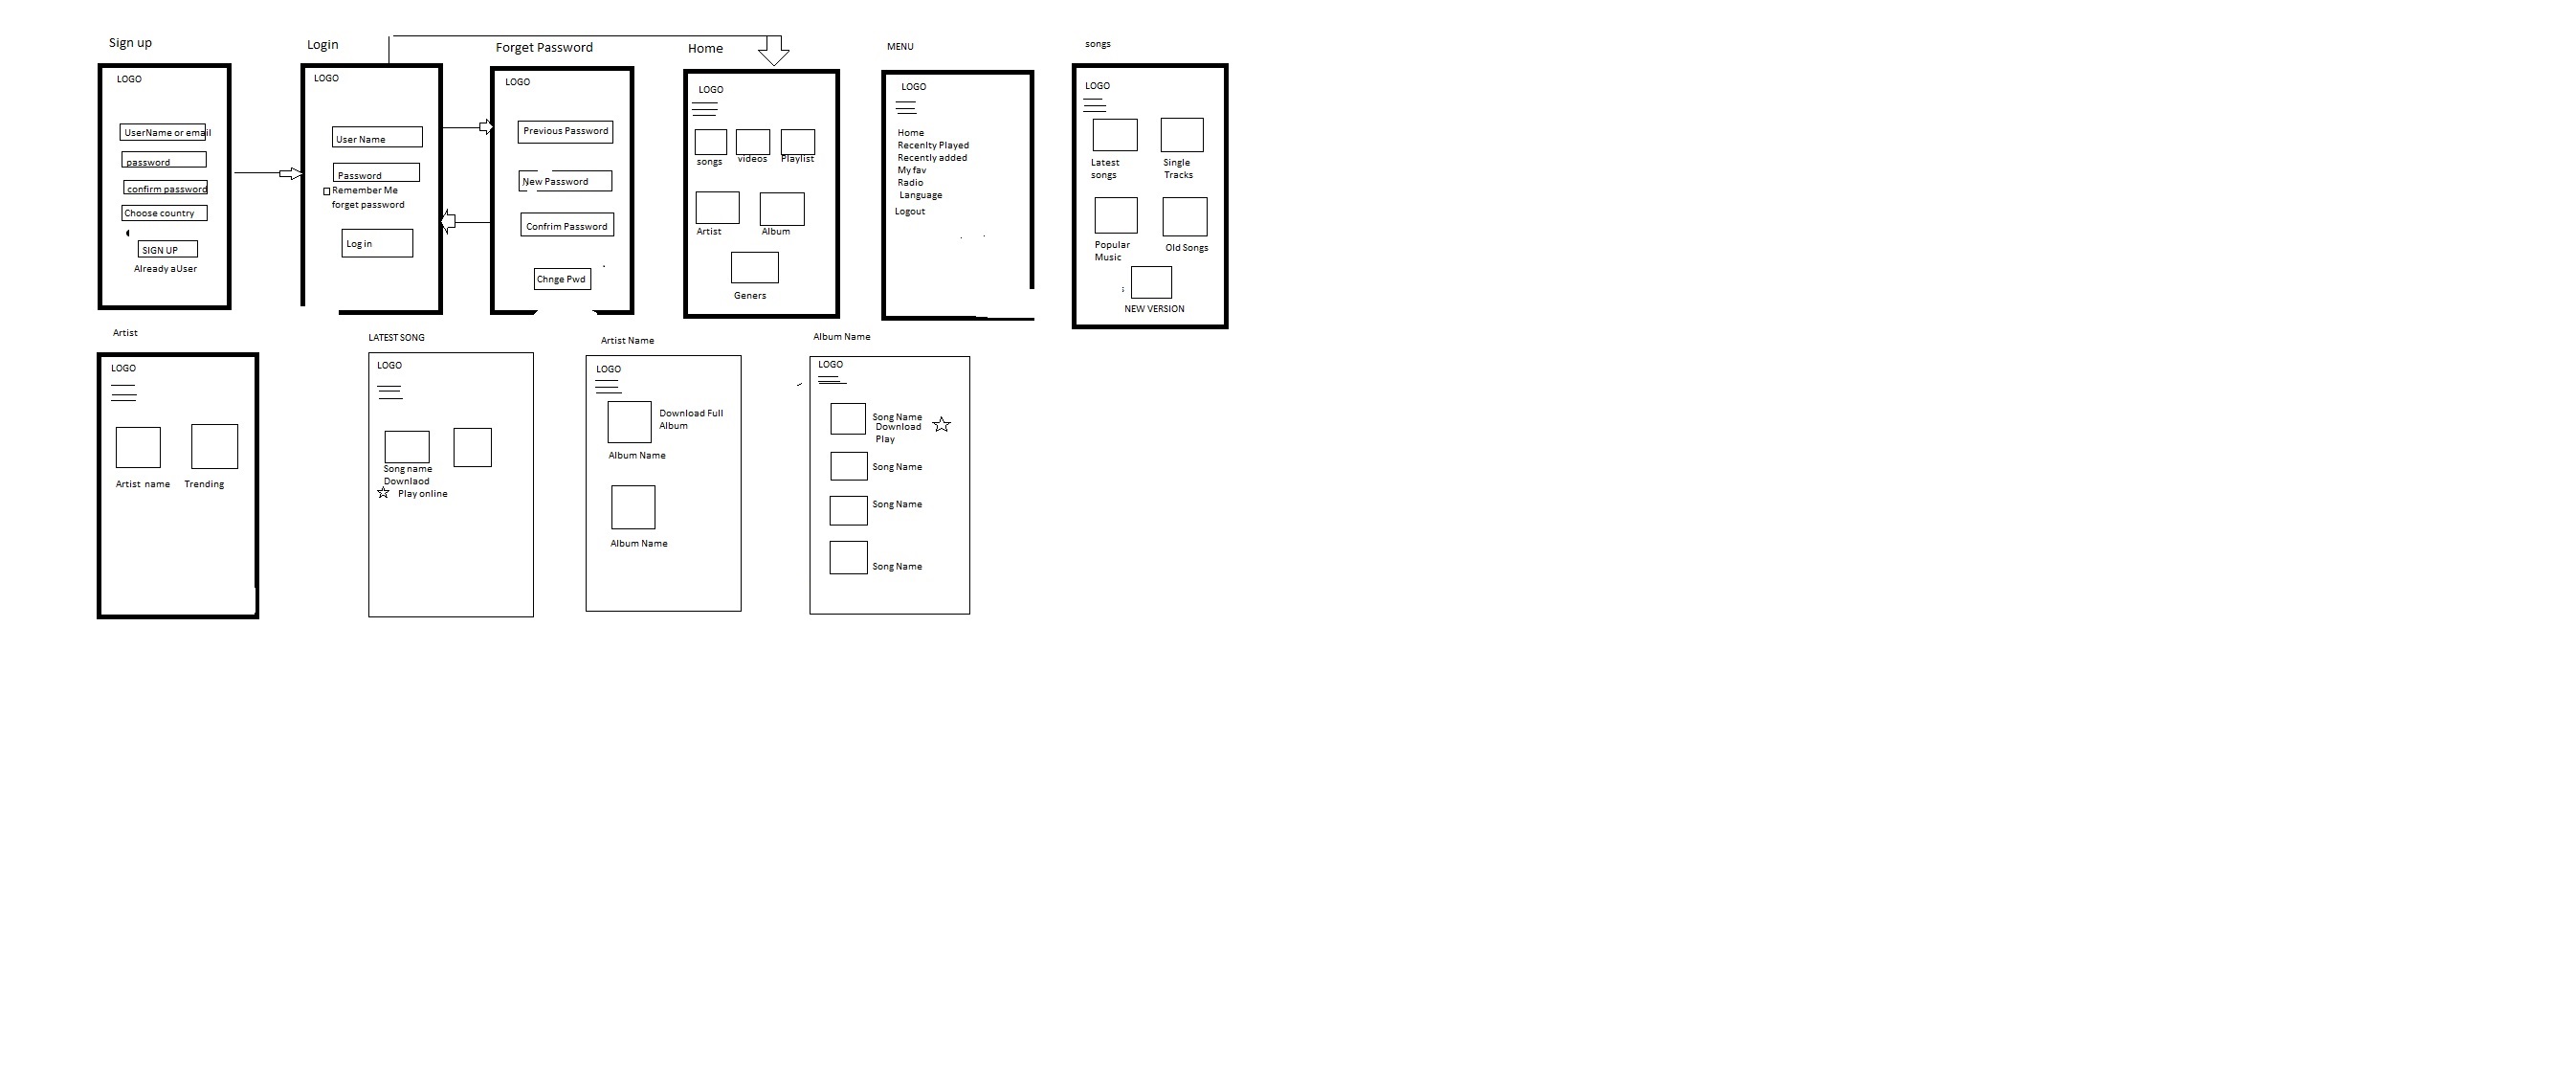 Sign up
LOGO
UserName or email
password
confirm password
Choose country
SIGN UP
Already aUser
Login
LOGO
User Name
Password
Remember Me
forget password
Log in
Forget Password
LOGO
Previous Password
New Password
Confrim Password
Chnge Pwd
Home
LOGO
songs videos Playlist
Artist Album
Geners
MENU
LOGO
Home
Recenlty Played
Recently added
My fav
Radio
Language
Logout
songs
LOGO
Latest
songs
Single
Tracks
Popular
Music
Old Songs
NEW VERSION
Artist
LOGO
Artist name Trending
LATEST SONG
LOGO
Song name
Downlaod
Play online
Artist Name
LOGO
Download Full
Album
Album Name
Album Name
Album Name
LOGO
Song Name
Download
Play
Song Name
Song Name
Song Name